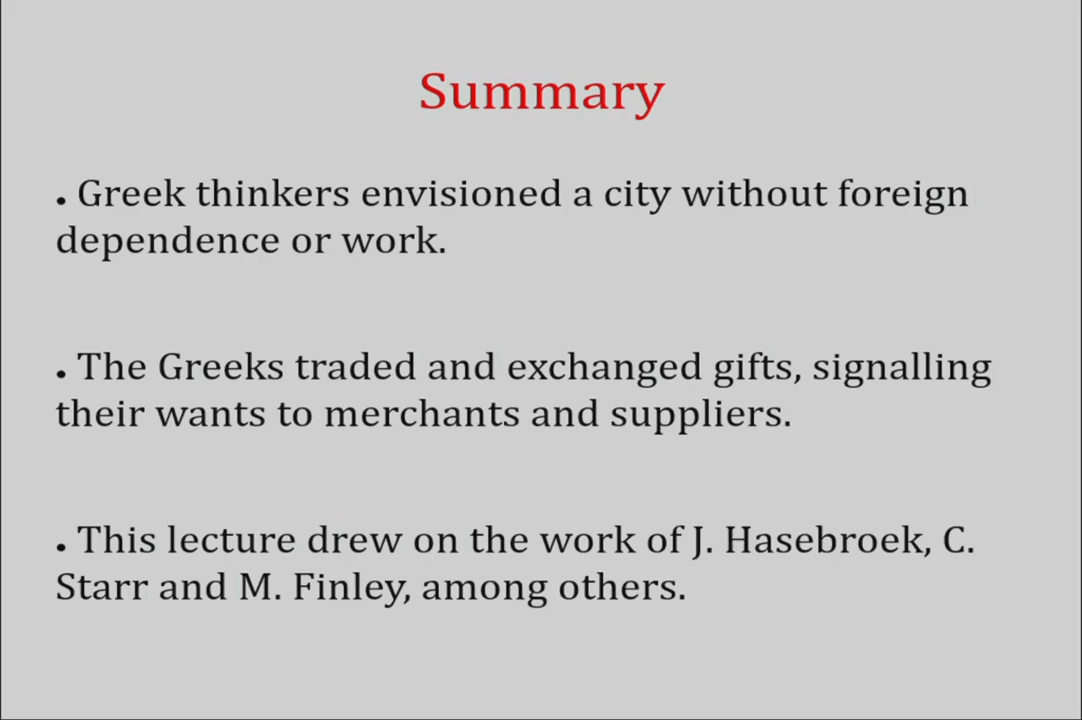 Summary
. Greek thinkers envisioned a city without foreign
dependence or work.
. The Greeks traded and exchanged gifts, signalling
their wants to merchants and suppliers.
. This lecture drew on the work of J. Hasebroek, C.
Starr and M. Finley, among others.